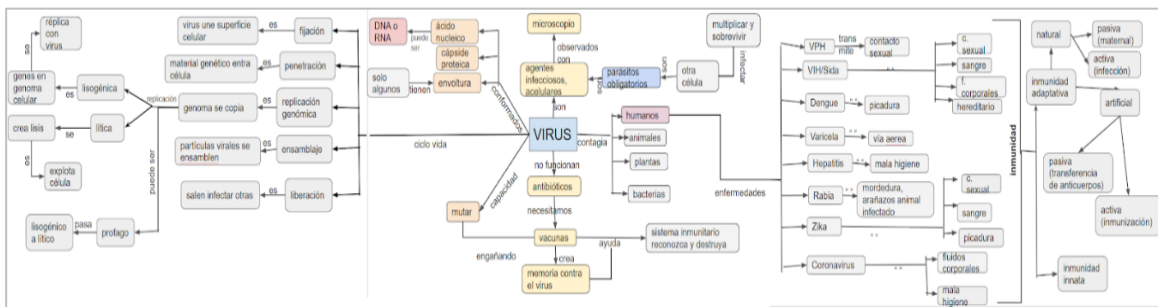 réplica
con
virus
se
genes en
genoma
celular
es
lisogénica
crea lisis
se
lítica
se
explota
célula
replicación
puede ser
lisogénico
a lítico
pasa
profago
virus une superficie
celular
es
fijación
material genético entra
célula
es
penetración
genoma se copia
es
replicación
genómica
partículas virales se
ensamblen
es
ensamblajo
salen infectar otras
es
liberación
ciclo vida
DNA o
RNA
puede
ser
ácido
nucleico
cápside
proteica
solo
algunos
tienen
envoltura
conformados
microscopio
observados
con
agentes
infecciosos,
acelulares
son
parásitos
obligatorios
son
otra
célula
multiplicar y
sobrevivir
infectar
son
VIRUS
contagia
humanos
animales
plantas
bacterias
no funcionan
antibióticos
necesitamos
vacunas
capacidad
mutar
engañando
crea
memoria contra
el virus
ayuda
sistema inmunitario
reconozca y destruya
enfermedades
VPH
trans
mite
contacto
sexual
VIH/Sida
c.
sexual
sangre
f.
corporales
hereditario
Dengue
picadura
Varicela
vía aerea
Hepatitis
mala higiene
Rabia
mordedura,
arañazos animal
infectado
Zika
c.
sexual
sangre
picadura
Coronavirus
fluidos
corporales
mala
higiene
inmunidad
natural
pasiva
(maternal)
activa
(infección)
inmunidad
adaptativa
artificial
pasiva
(transferencia
de anticuerpos)
activa
(inmunización)
inmunidad
innata